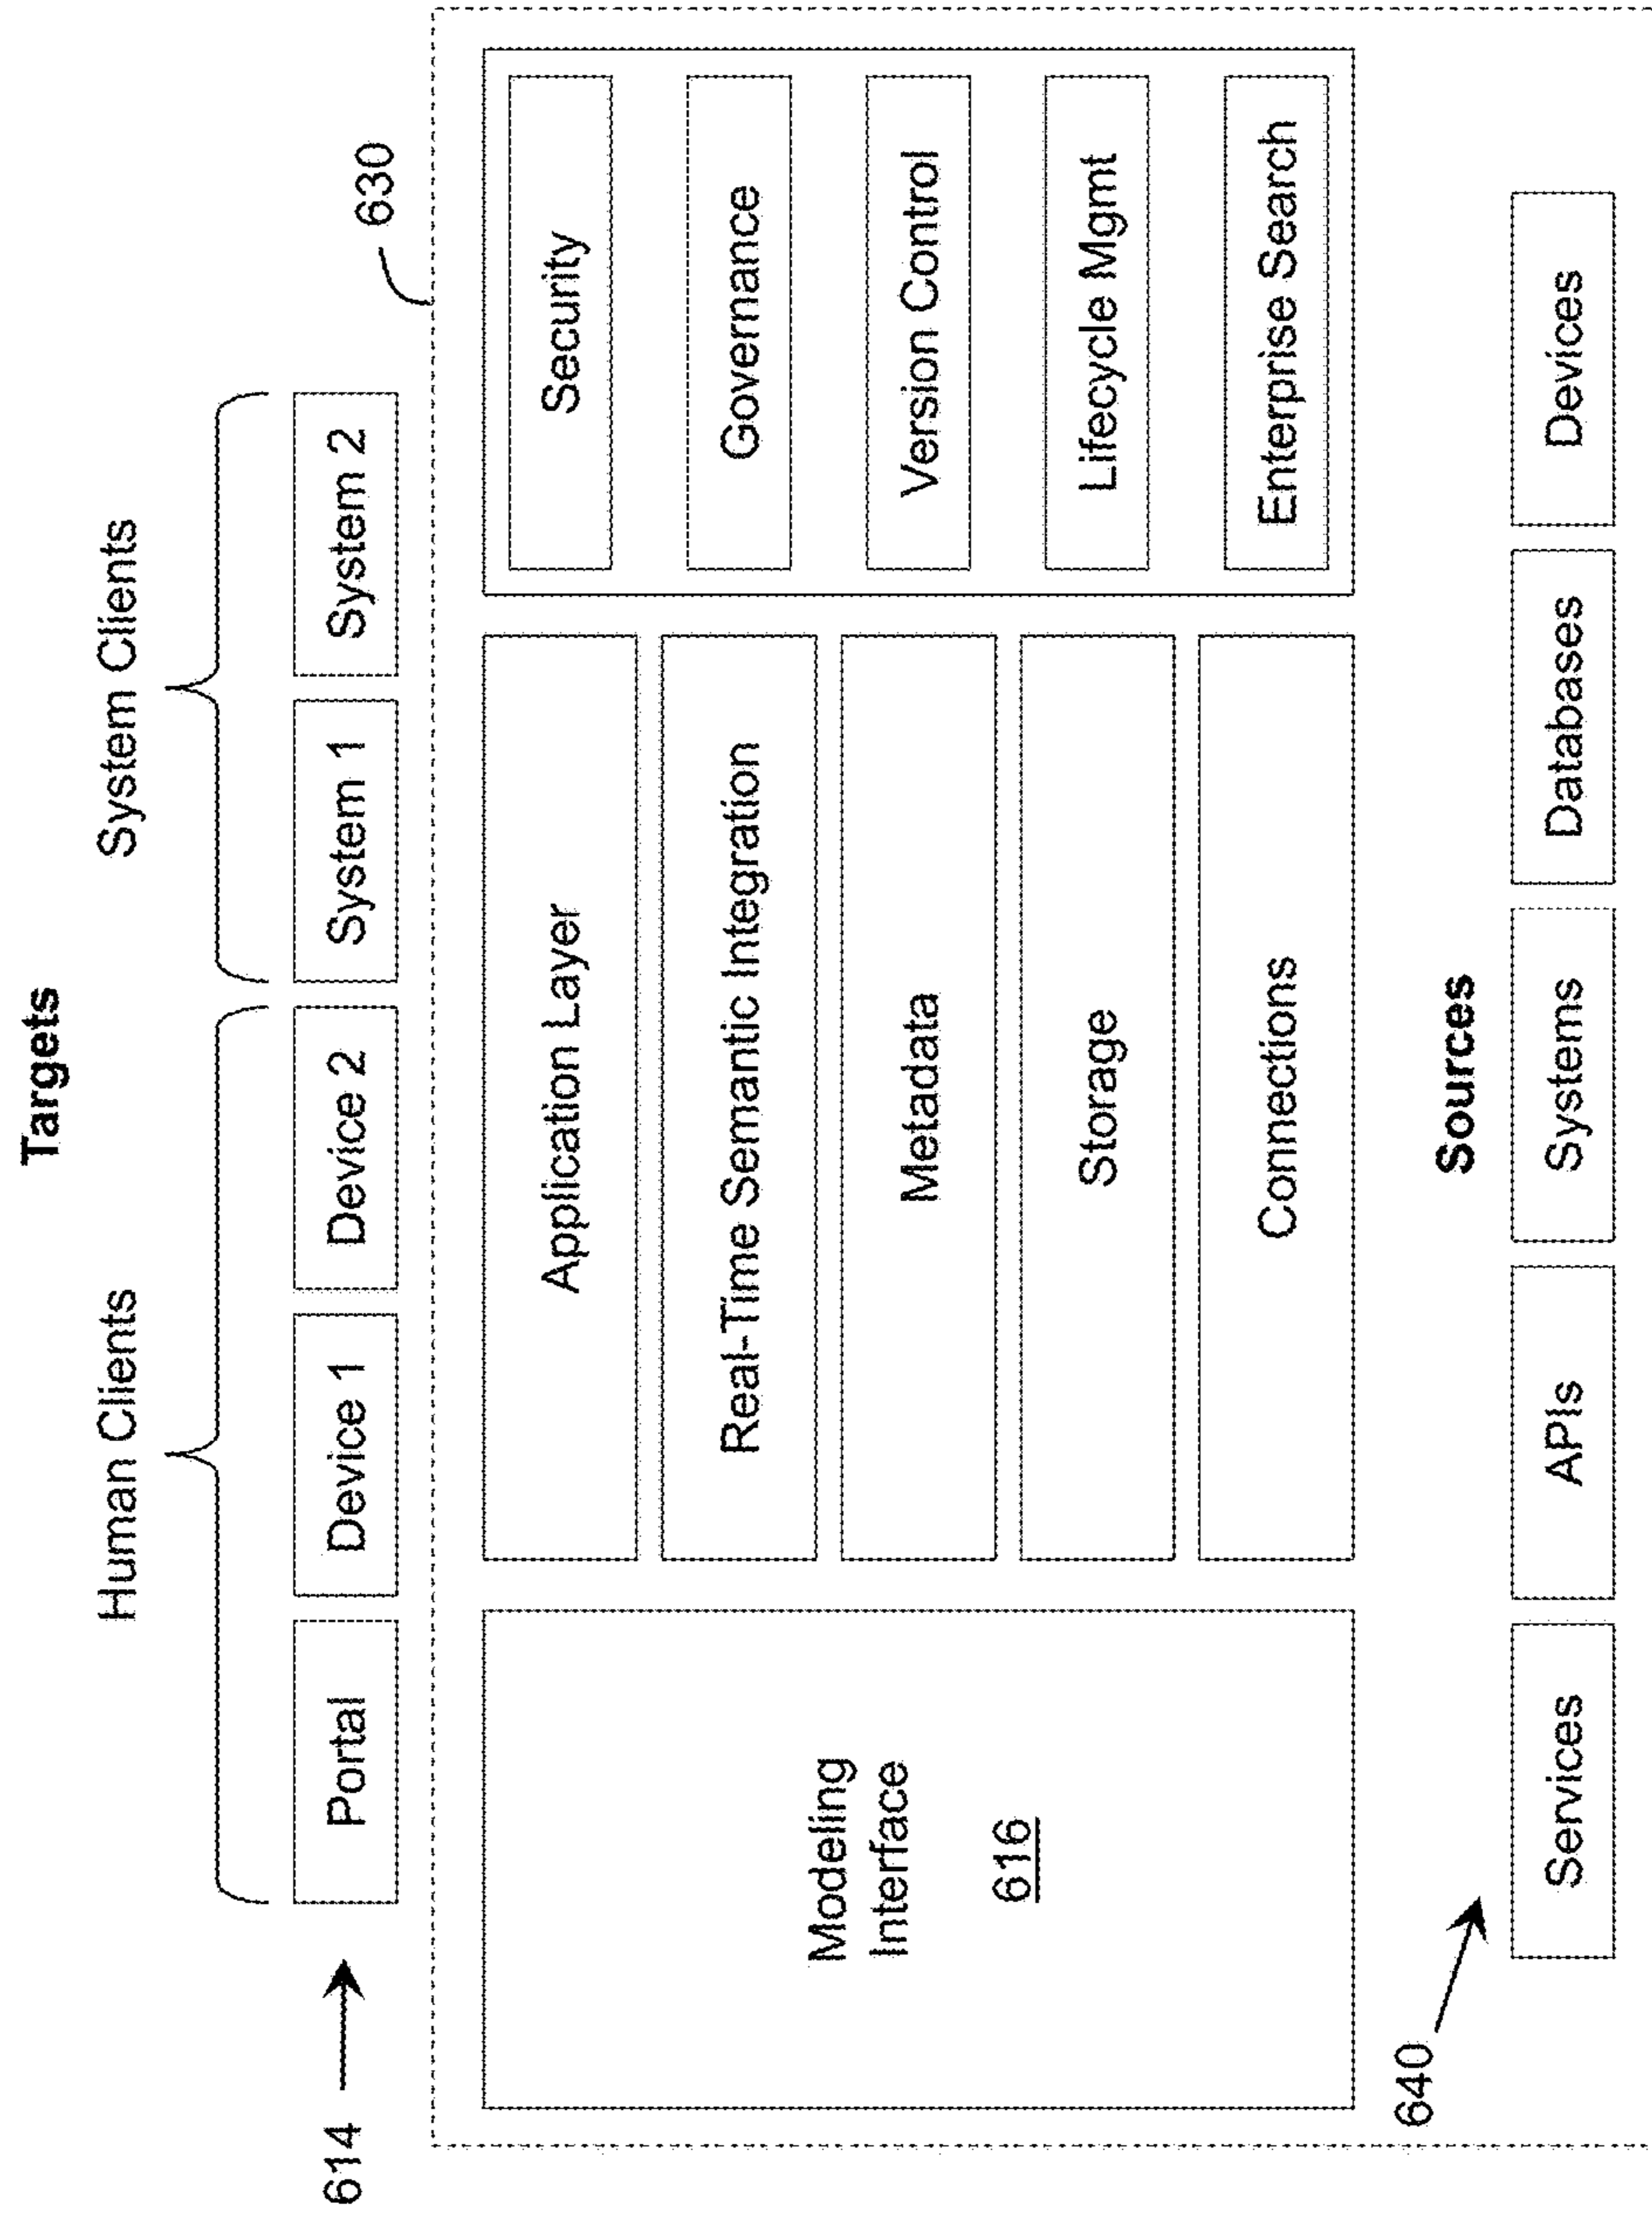 Targets
Human Clients
System Clients
614
Portal
Device 1
Device 2
System 1
System 2
630
Modeling
Interface
616
Application Layer
Real-Time Semantic Integration
Metadata
Storage
Connections
Security
Governance
Version Control
Lifecycle Mgmt
Enterprise Search
640
Sources
Services
APIs
Systems
Databases
Devices